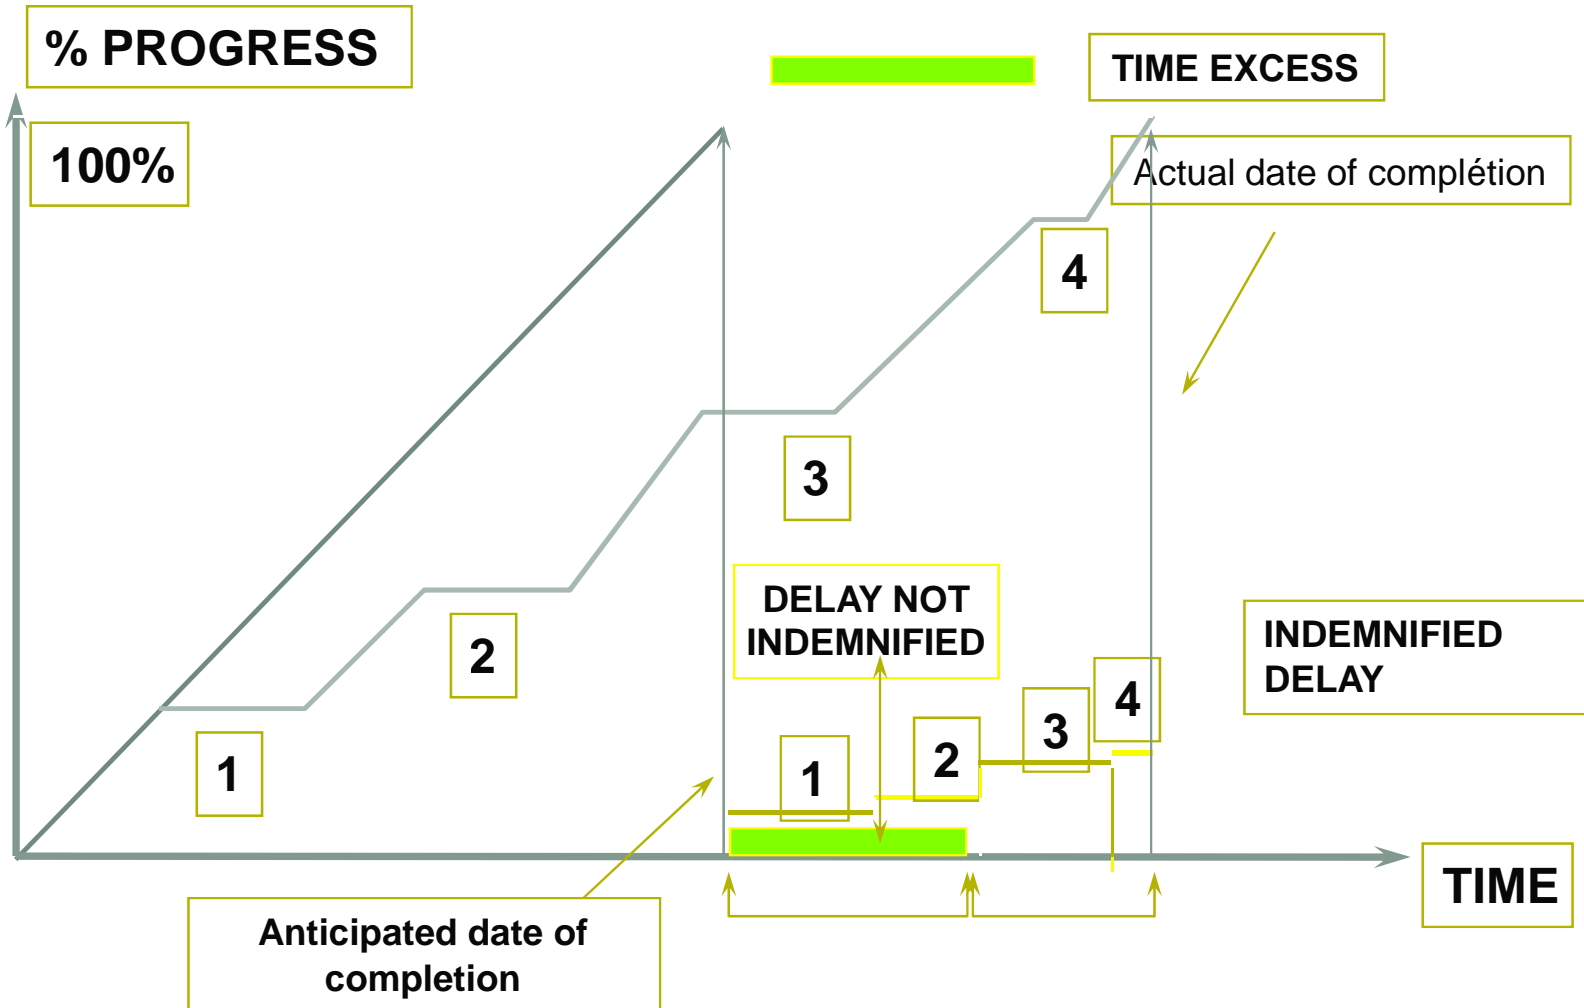 % PROGRESS
TIME EXCESS
100%
Actual date of complétion
4
3
2
1
DELAY NOT
INDEMNIFIED
INDEMNIFIED
DELAY
1
2
3
4
TIME
Anticipated date of
completion